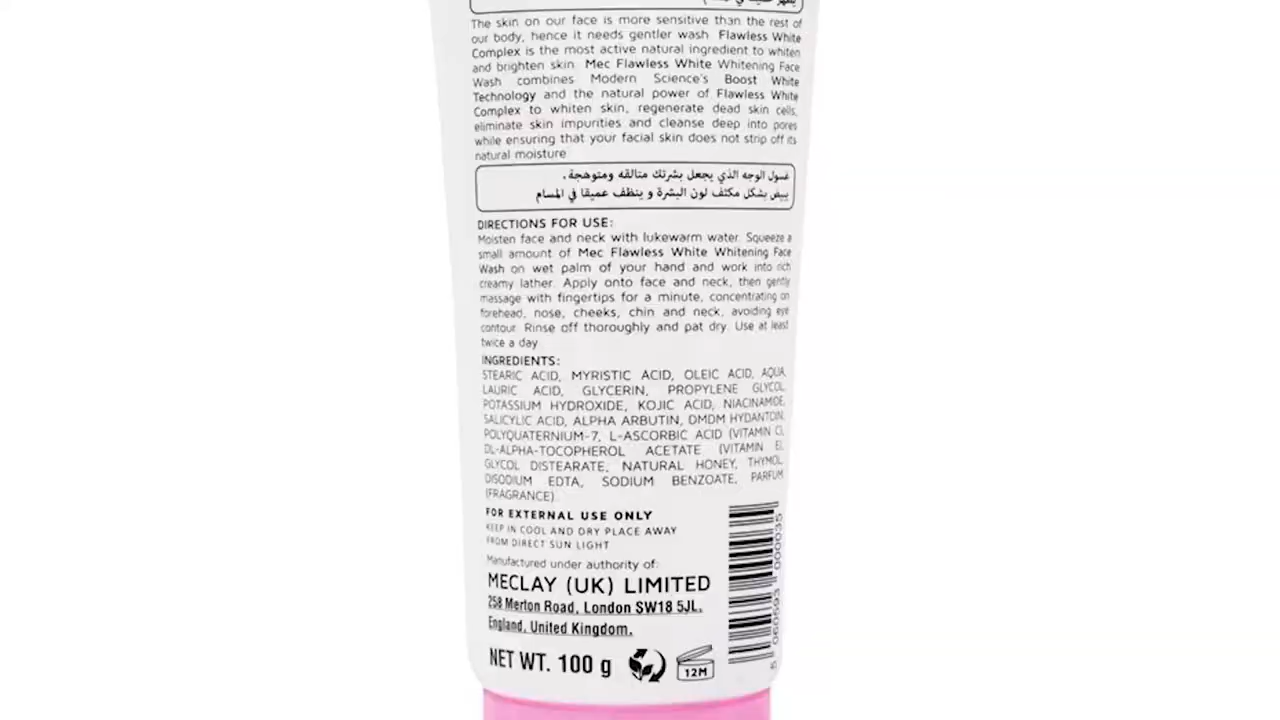 The skin on our face is more sensitive than the rest of
our body, hence it needs gentler wash Flawless White
Complex is the most active natural ingredient to whiten
and brighten skin Mec Flawless White Whitening Face
Wash combines Modern Science's Boost White
Technology and the natural power of Flawless White
Complex to whiten skin, regenerate dead skin cells,
eliminate skin impurities and cleanse deep into pores
while ensuring that your facial skin does not strip off its
natural moisture
غسول الوجه الذي يجعل بشرتك متألقه ومتوهجة.
يبيض بشكل مكثف لون البشرة و ينظف عميقا في المسام
DIRECTIONS FOR USE:
Moisten face and neck with lukewarm water. Squeeze a
small amount of Mec Flawless White Whitening Face
Wash on wet palm of your hand and work into rich
creamy lather. Apply onto face and neck, then gently
massage with fingertips for a minute, concentrating on
forehead, nose, cheeks, chin and neck, avoiding eye
contour. Rinse off thoroughly and pat dry. Use at least
twice a day
INGREDIENTS:
STEARIC ACID, MYRISTIC ACID, OLEIC ACID, AQUA,
LAURIC ACID, GLYCERIN, PROPYLENE GLYCOL,
POTASSIUM HYDROXIDE, KOJIC ACID, NIACINAMIDE,
SALICYLIC ACID, ALPHA ARBUTIN, DMDM HYDANTOIN,
POLYQUATERNIUM-7, L-ASCORBIC ACID (VITAMIN C),
DL-ALPHA-TOCOPHEROL ACETATE (VITAMIN E),
GLYCOL DISTEARATE, NATURAL HONEY, THYMOL,
DISODIUM EDTA, SODIUM BENZOATE, PARFUM
(FRAGRANCE)
FOR EXTERNAL USE ONLY
KEEP IN COOL AND DRY PLACE AWAY
FROM DIRECT SUN LIGHT
Manufactured under authority of:
MECLAY (UK) LIMITED
258 Merton Road, London SW18 5JL.
England, United Kingdom.
NET WT. 100 g
12M
5 060593 000035